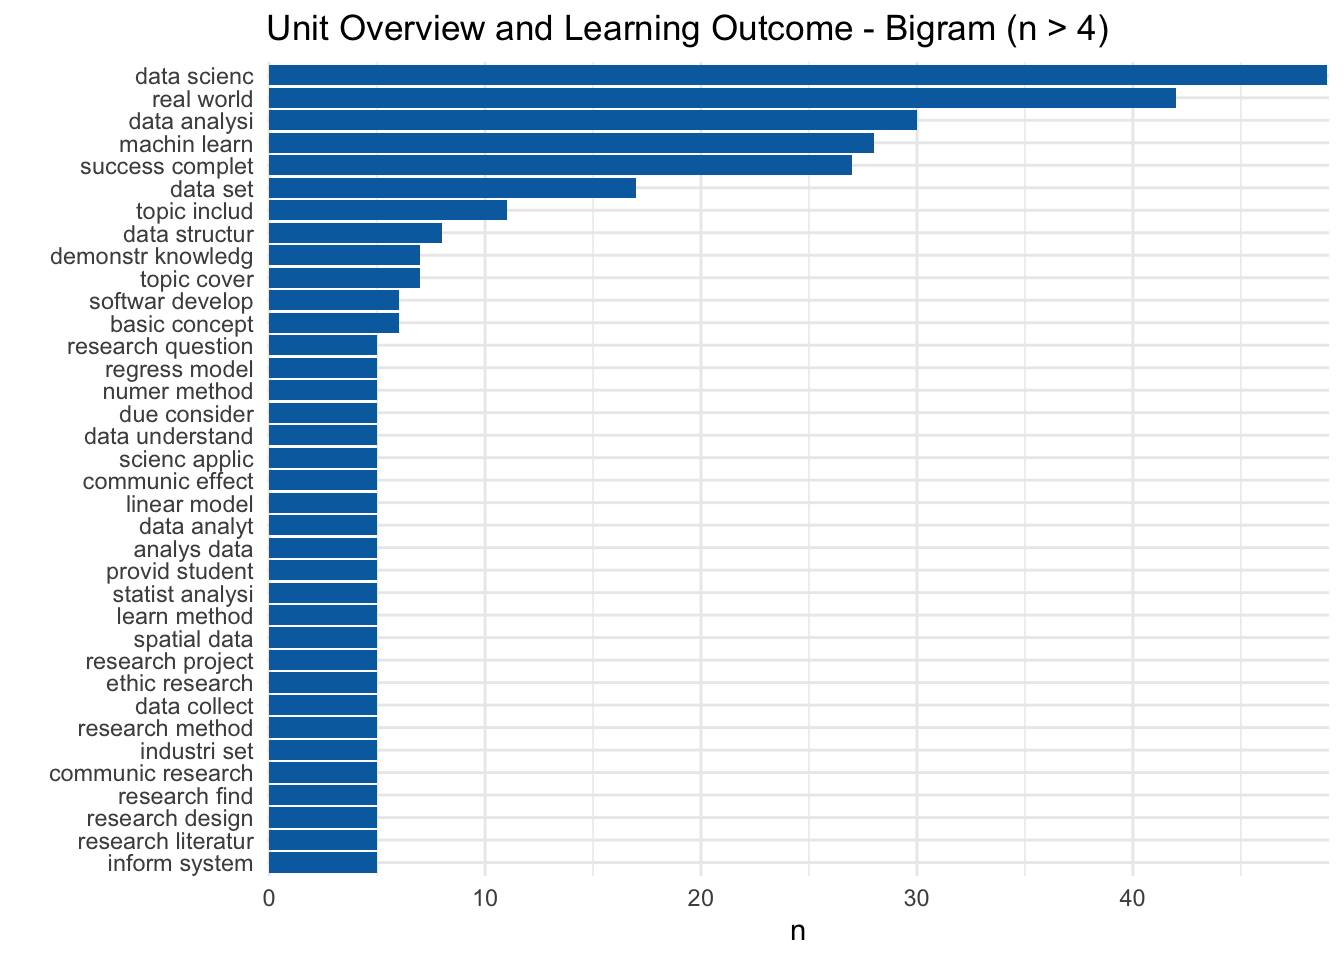 Unit Overview and Learning Outcome - Bigram (n > 4)
data scienc
real world
data analysi
machin learn
success complet
data set
topic includ
data structur
demonstr knowledg
topic cover
softwar develop
basic concept
research question
regress model
numer method
due consider
data understand
scienc applic
communic effect
linear model
data analyt
analys data
provid student
statist analysi
learn method
spatial data
research project
ethic research
data collect
research method
industri set
communic research
research find
research design
research literatur
inform system
0 10 20 30 40
n